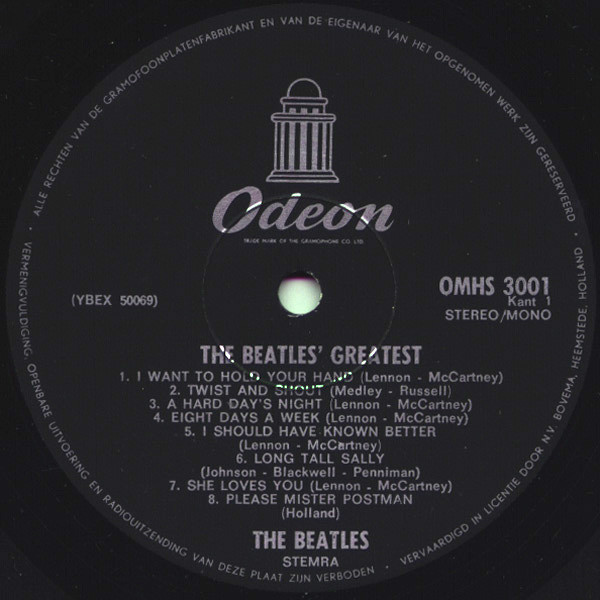 ALLE RECHTEN VAN DE GRAMOFOONPLATENFABRIKANT EN VAN DE EIGENAAR VAN HET OPGENOMEN WERK ZIJN GERESERVEERD
Odeon
TRADE MARK OF THE GRAMOPHONE CO. LTD.
(YBEX 50069)
OMHS 3001
Kant 1
STEREO/MONO
THE BEATLES' GREATEST
1. I WANT TO HOLD YOUR HAND (Lennon - McCartney)
2. TWIST AND SHOUT (Medley - Russell)
3. A HARD DAY'S NIGHT (Lennon - McCartney)
4. EIGHT DAYS A WEEK (Lennon - McCartney)
5. I SHOULD HAVE KNOWN BETTER
(Lennon - McCartney)
6. LONG TALL SALLY
(Johnson - Blackwell - Penniman)
7. SHE LOVES YOU (Lennon - McCartney)
8. PLEASE MISTER POSTMAN
(Holland)
THE BEATLES
STEMRA
VERMENIGVULDIGING, OPENBARE UITVOERING EN RADIOUITZENDING VAN DEZE PLAAT ZIJN VERBODEN - VERVAARDIGD IN LICENTIE DOOR N.V. BOVEMA, HEEMSTEDE, HOLLAND -